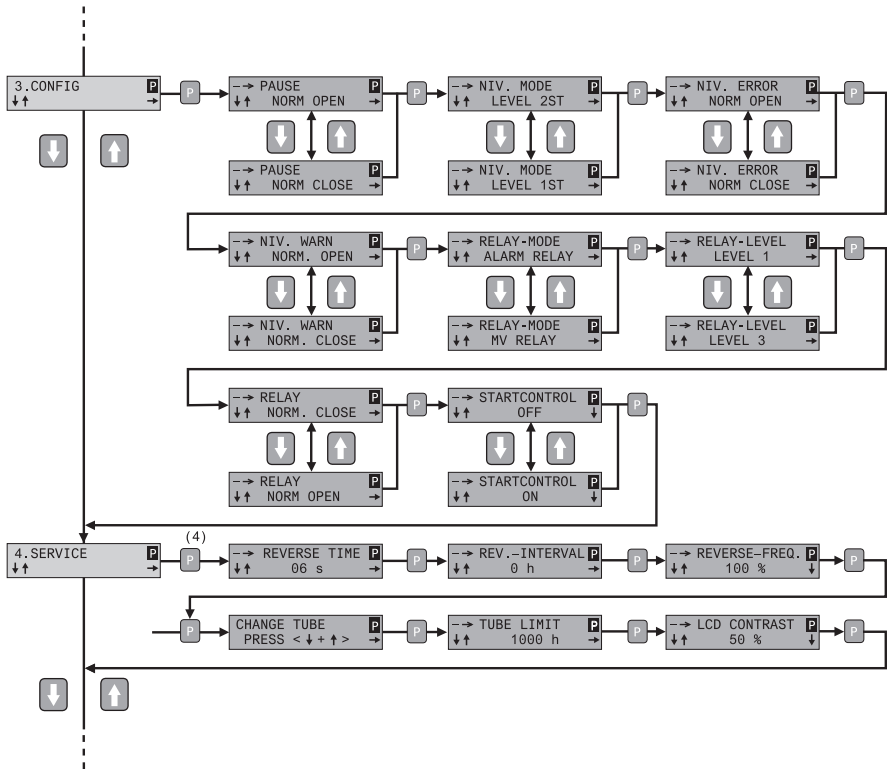 3.CONFIG P
↓↑ →
P
--→ PAUSE P
↓↑ NORM OPEN →
--→ PAUSE P
↓↑ NORM CLOSE →
P
--→ NIV. MODE P
↓↑ LEVEL 2ST →
--→ NIV. MODE P
↓↑ LEVEL 1ST →
P
--→ NIV. ERROR P
↓↑ NORM OPEN →
--→ NIV. ERROR P
↓↑ NORM CLOSE →
P
--→ NIV. WARN P
↓↑ NORM. OPEN →
--→ NIV. WARN P
↓↑ NORM. CLOSE →
P
--→ RELAY-MODE P
↓↑ ALARM RELAY →
--→ RELAY-MODE P
↓↑ MV RELAY →
P
--→ RELAY-LEVEL P
↓↑ LEVEL 1 →
--→ RELAY-LEVEL P
↓↑ LEVEL 3 →
P
--→ RELAY P
↓↑ NORM. CLOSE →
--→ RELAY P
↓↑ NORM OPEN →
P
--→ STARTCONTROL P
↓↑ OFF ↓
--→ STARTCONTROL P
↓↑ ON ↓
P
4.SERVICE P
↓↑ →
(4)
P
--→ REVERSE TIME P
↓↑ 06 s →
P
--→ REV.-INTERVAL P
↓↑ 0 h →
P
--→ REVERSE-FREQ. P
↓↑ 100 % ↓
P
P
CHANGE TUBE P
PRESS <↓+↑> →
P
--→ TUBE LIMIT P
↓↑ 1000 h →
P
--→ LCD CONTRAST P
↓↑ 50 % ↓
P